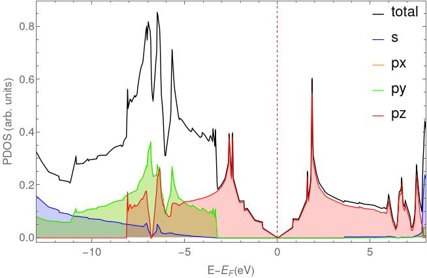 total
s
px
py
pz
PDOS (arb. units)
0.8
0.6
0.4
0.2
0.0
−10
−5
0
5
E−EF(eV)